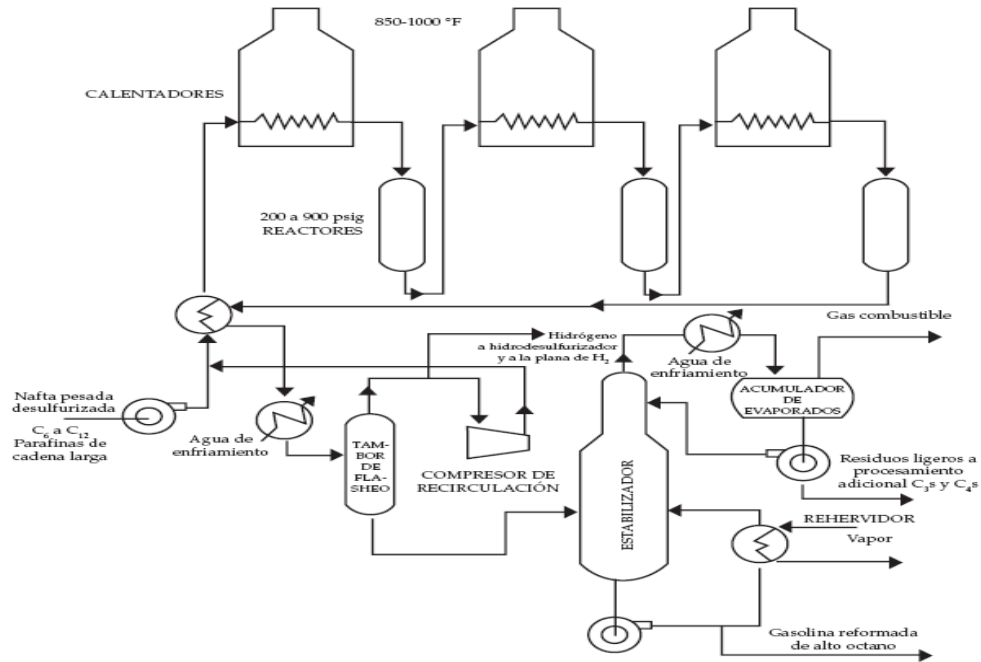 850-1000 °F
CALENTADORES
200 a 900 psig
REACTORES
Gas combustible
Hidrógeno
a hidrodesulfurizador
y a la plana de H₂
Agua de
enfriamiento
ACUMULADOR
DE
EVAPORADOS
Nafta pesada
desulfurizada
C₆ a C₁₂
Parafinas de
cadena larga
Agua de
enfriamiento
TAM-
BOR
DE
FLA-
SHEO
COMPRESOR DE
RECIRCULACIÓN
ESTABILIZADOR
Residuos ligeros a
procesamiento
adicional C₃s y C₄s
REHERVIDOR
Vapor
Gasolina reformada
de alto octano